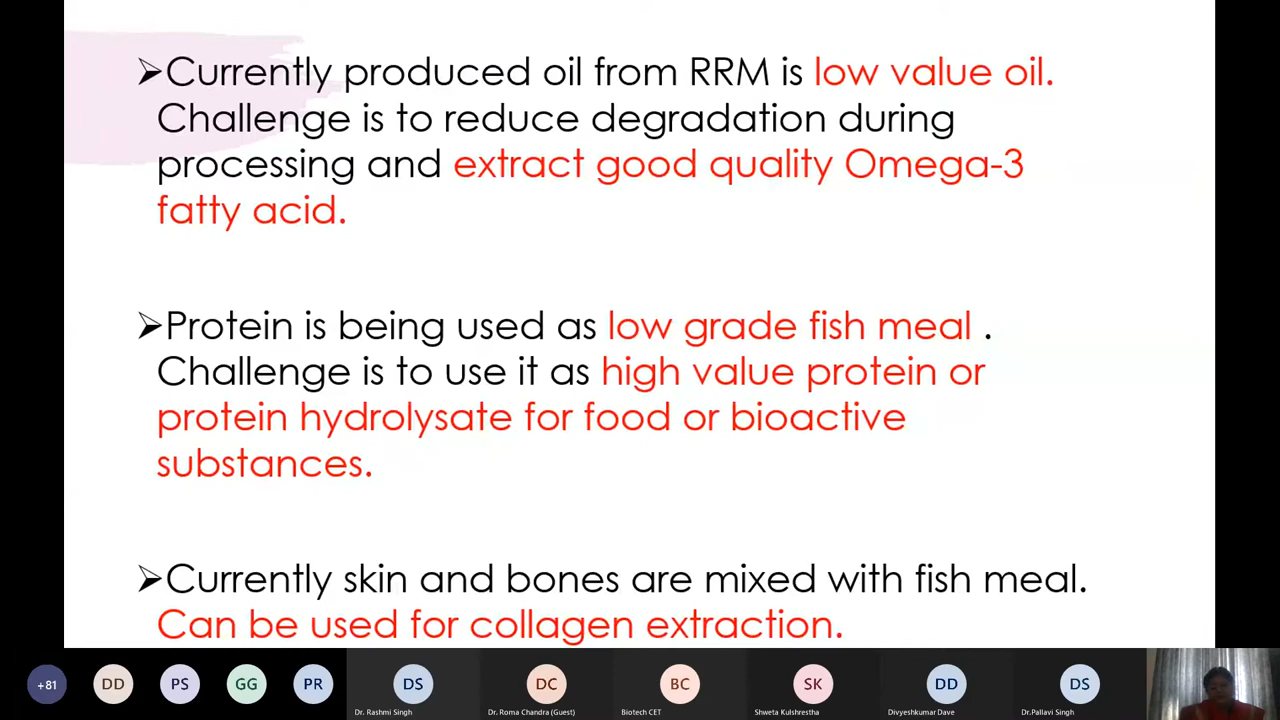 ➢Currently produced oil from RRM is low value oil.
Challenge is to reduce degradation during
processing and extract good quality Omega-3
fatty acid.
➢Protein is being used as low grade fish meal .
Challenge is to use it as high value protein or
protein hydrolysate for food or bioactive
substances.
➢Currently skin and bones are mixed with fish meal.
Can be used for collagen extraction.
+81 DD PS GG PR DS DC BC SK DD DS
Dr. Rashmi Singh Dr. Roma Chandra (Guest) Biotech CET Shweta Kulshrestha Divyeshkumar Dave Dr.Pallavi Singh